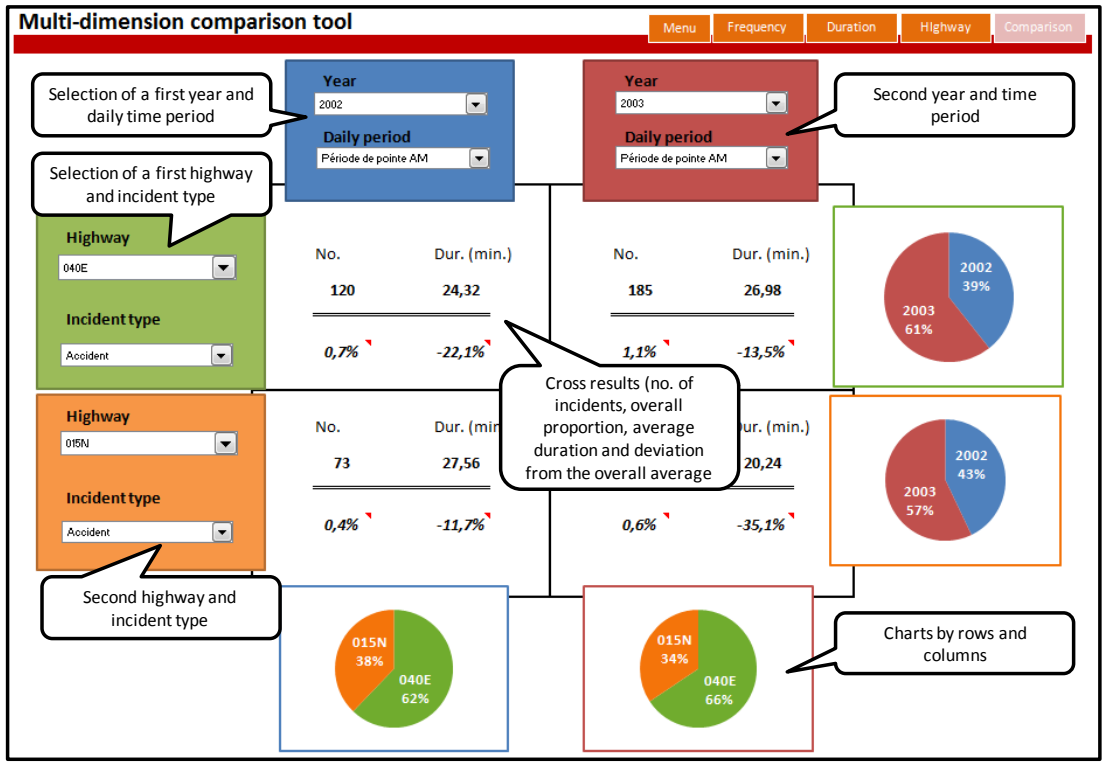 Multi-dimension comparison tool
Menu
Frequency
Duration
Highway
Comparison
Selection of a first year and
daily time period
Year
2002
Daily period
Période de pointe AM
Year
2003
Daily period
Période de pointe AM
Second year and time
period
Selection of a first highway
and incident type
Highway
040E
Incident type
Accident
No. Dur. (min.)
120 24,32
0,7% -22,1%
No. Dur. (min.)
185 26,98
1,1% -13,5%
2002
39%
2003
61%
Cross results (no. of
incidents, overall
proportion, average
duration and deviation
from the overall average
Highway
015N
Incident type
Accident
No. Dur. (min
73 27,56
0,4% -11,7%
ur. (min.)
20,24
0,6% -35,1%
2002
43%
2003
57%
Second highway and
incident type
015N
38%
040E
62%
015N
34%
040E
66%
Charts by rows and
columns